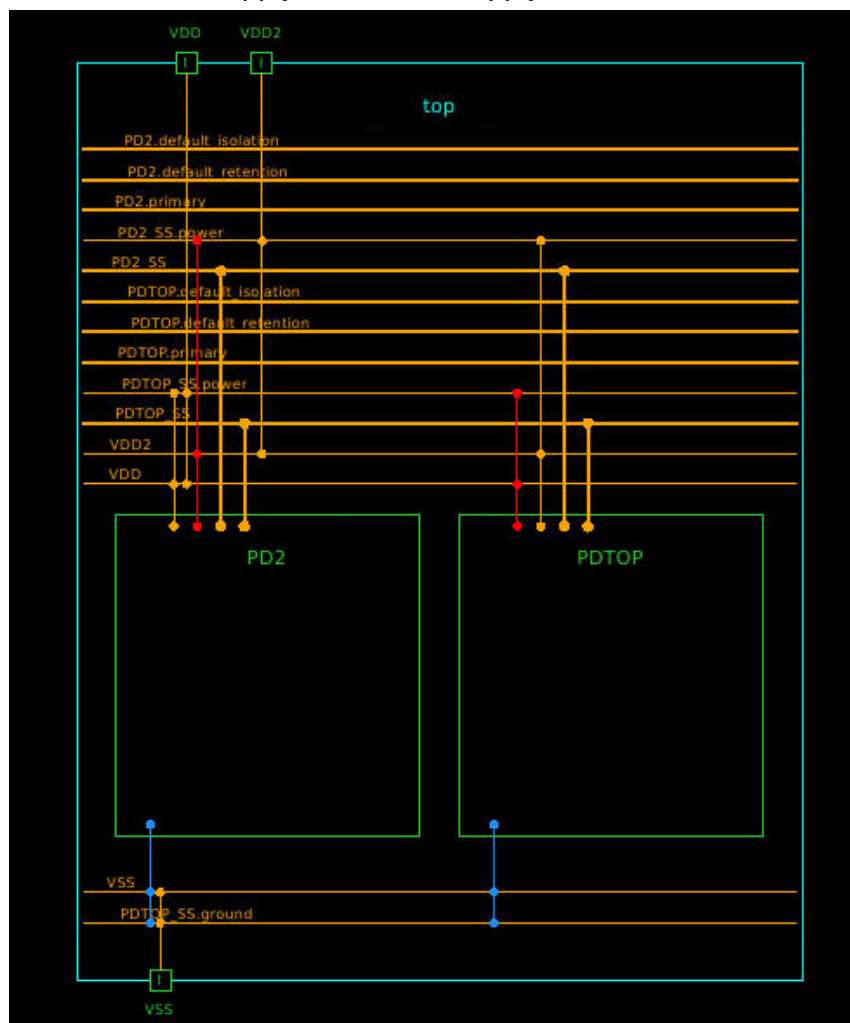 VDD VDD2
I I
top
PD2.default_isolation
PD2.default_retention
PD2.primary
PD2_SS.power
PD2_SS
PDTOP.default_isolation
PDTOP.default_retention
PDTOP.primary
PDTOP_SS.power
PDTOP_SS
VDD2
VDD
PD2 PDTOP
VSS
PDTOP_SS.ground
I
VSS